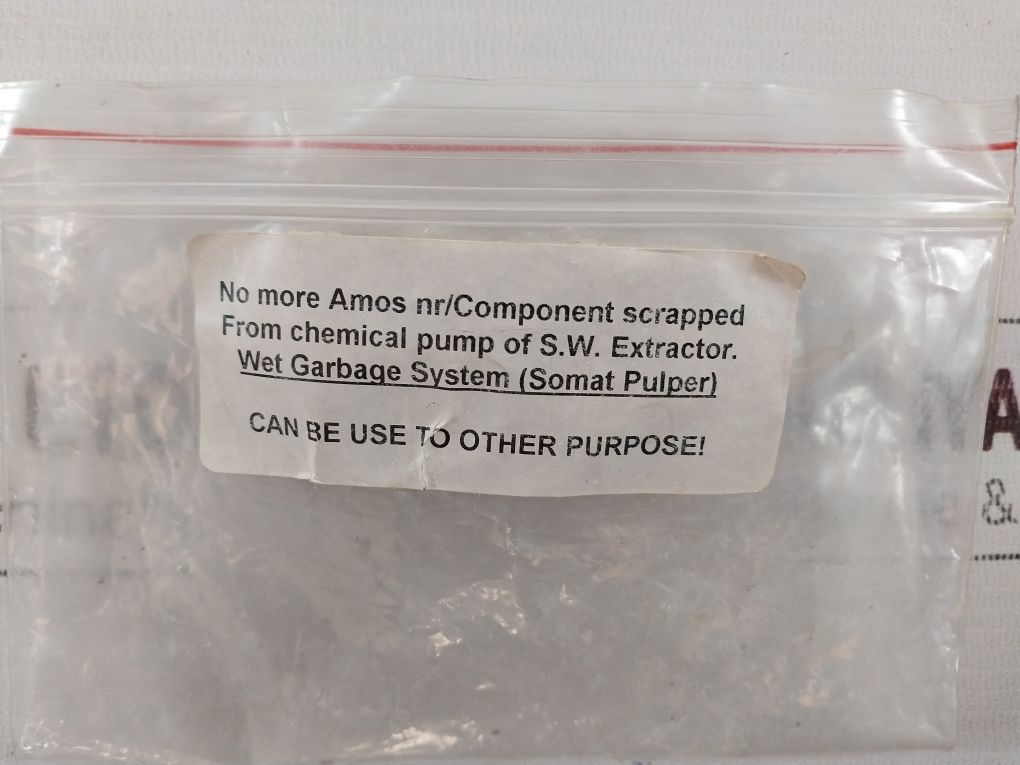 No more Amos nr/Component scrapped
From chemical pump of S.W. Extractor.
Wet Garbage System (Somat Pulper)
CAN BE USE TO OTHER PURPOSE!
A
&